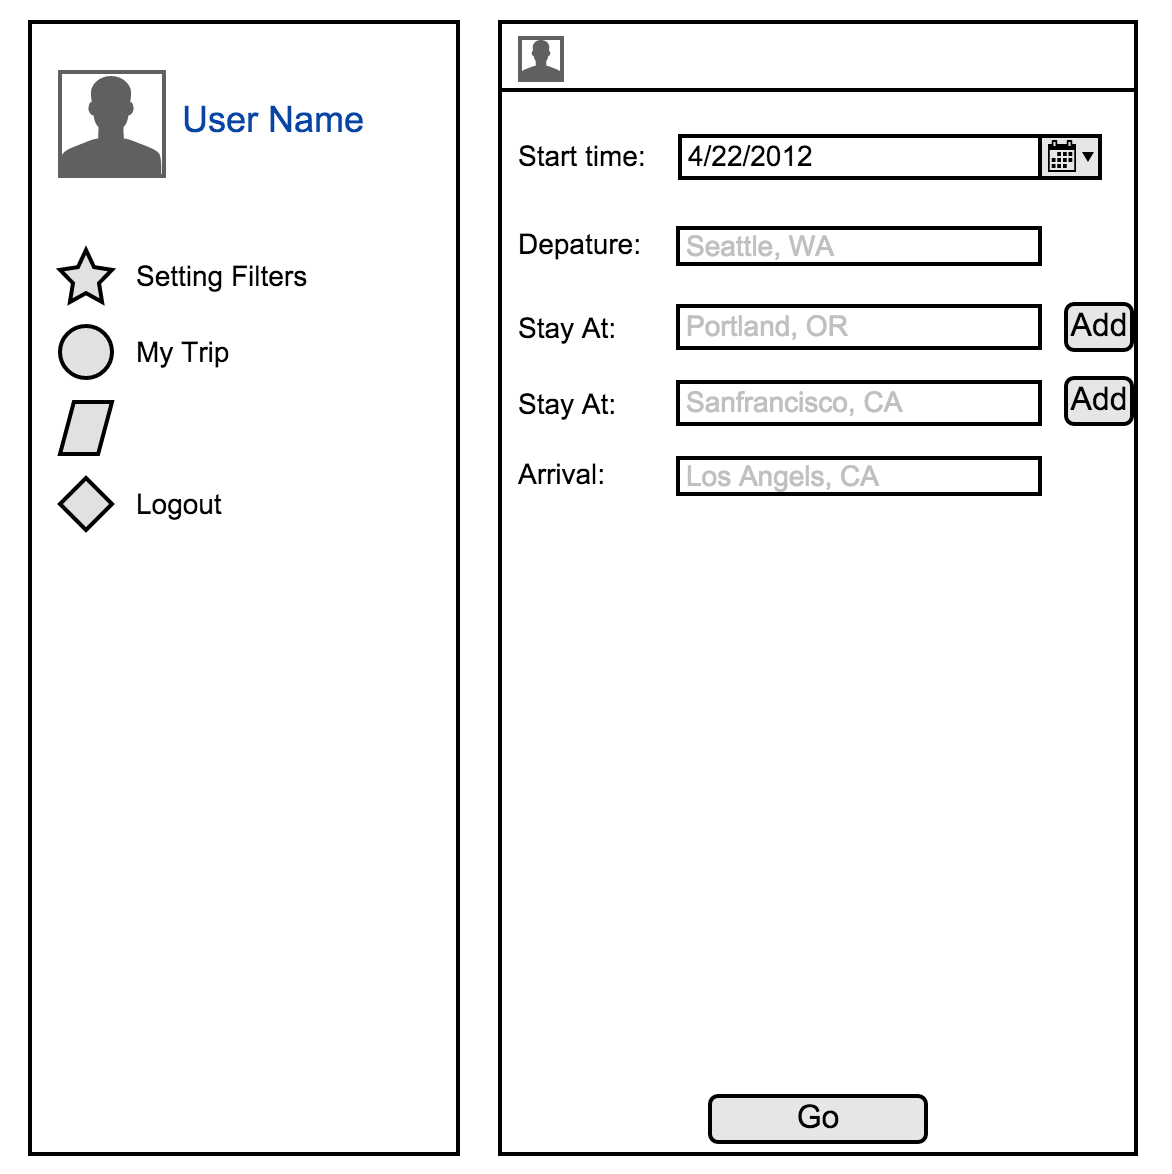 User Name
Setting Filters
My Trip
Logout
Start time: 4/22/2012
Depature: Seattle, WA
Stay At: Portland, OR Add
Stay At: Sanfrancisco, CA Add
Arrival: Los Angels, CA
Go